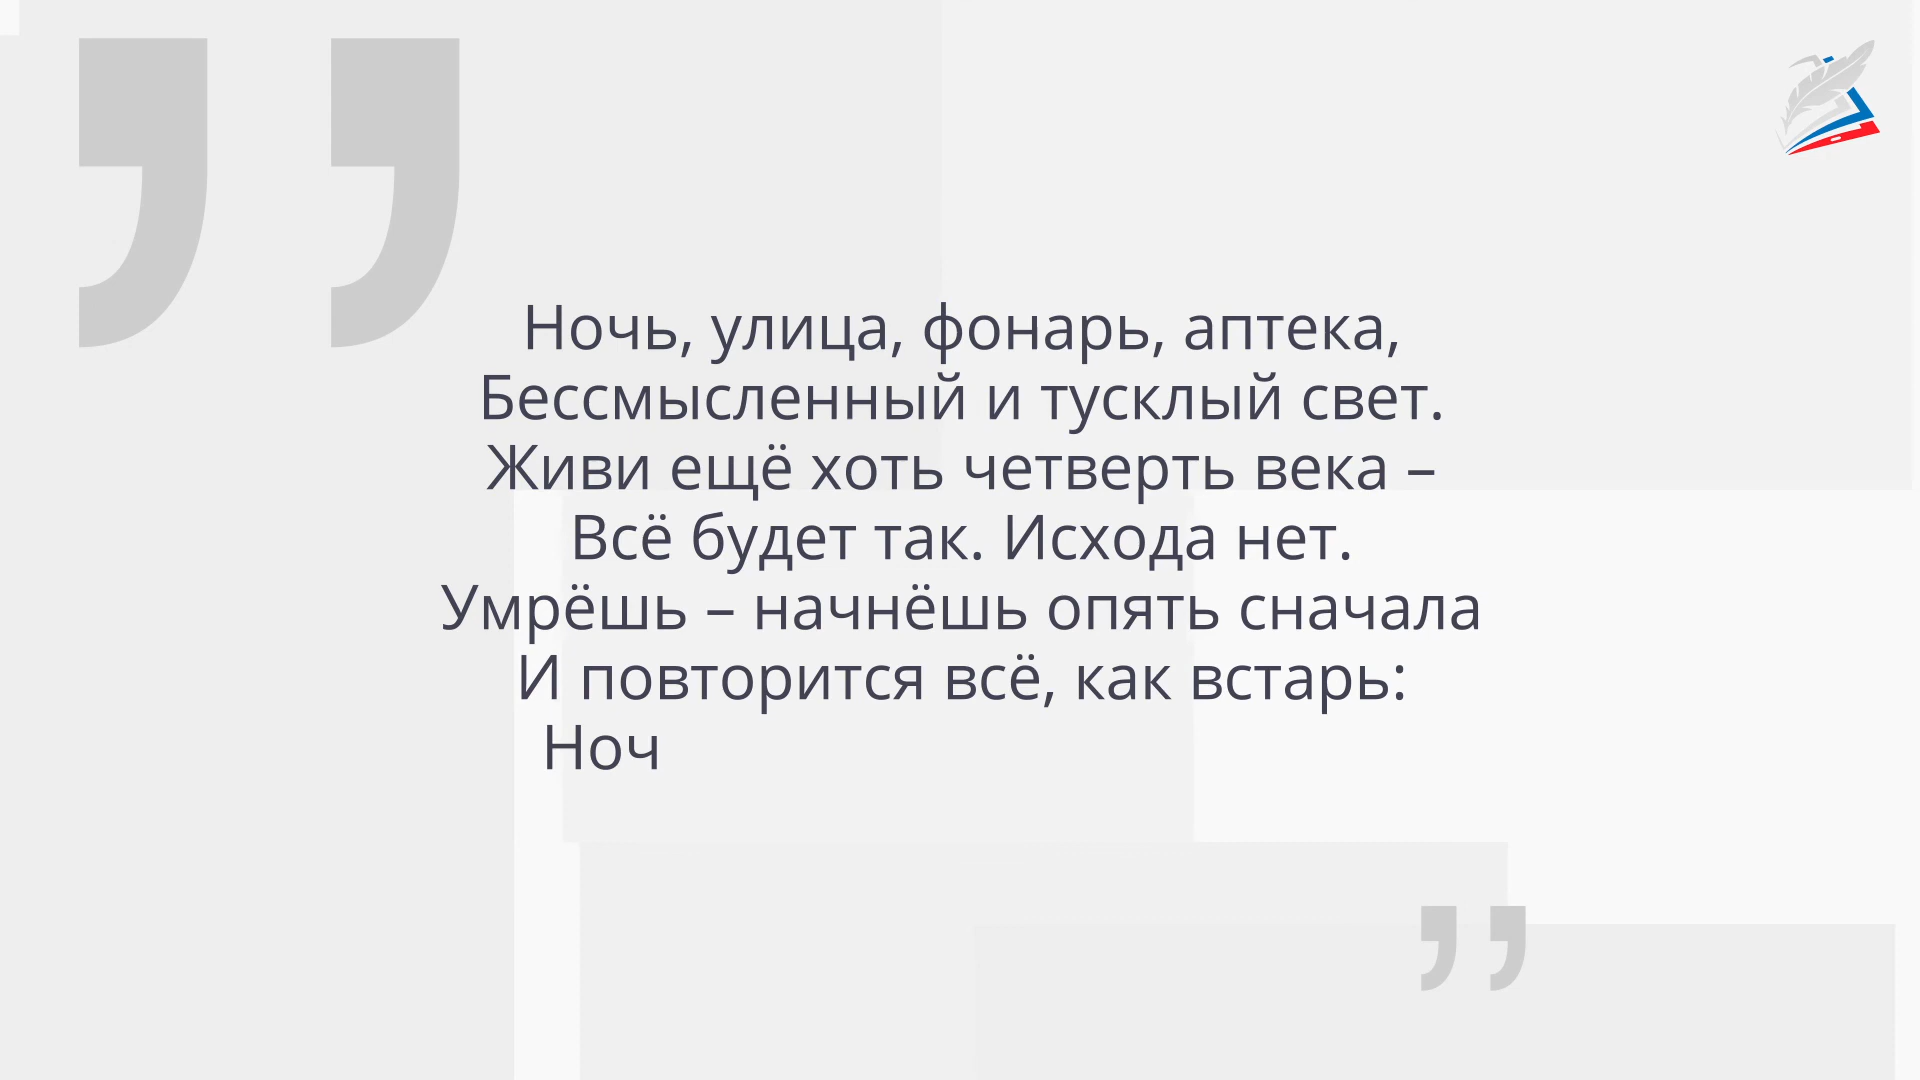 Ночь, улица, фонарь, аптека,
Бессмысленный и тусклый свет.
Живи ещё хоть четверть века –
Всё будет так. Исхода нет.
Умрёшь – начнёшь опять сначала
И повторится всё, как встарь:
Ноч